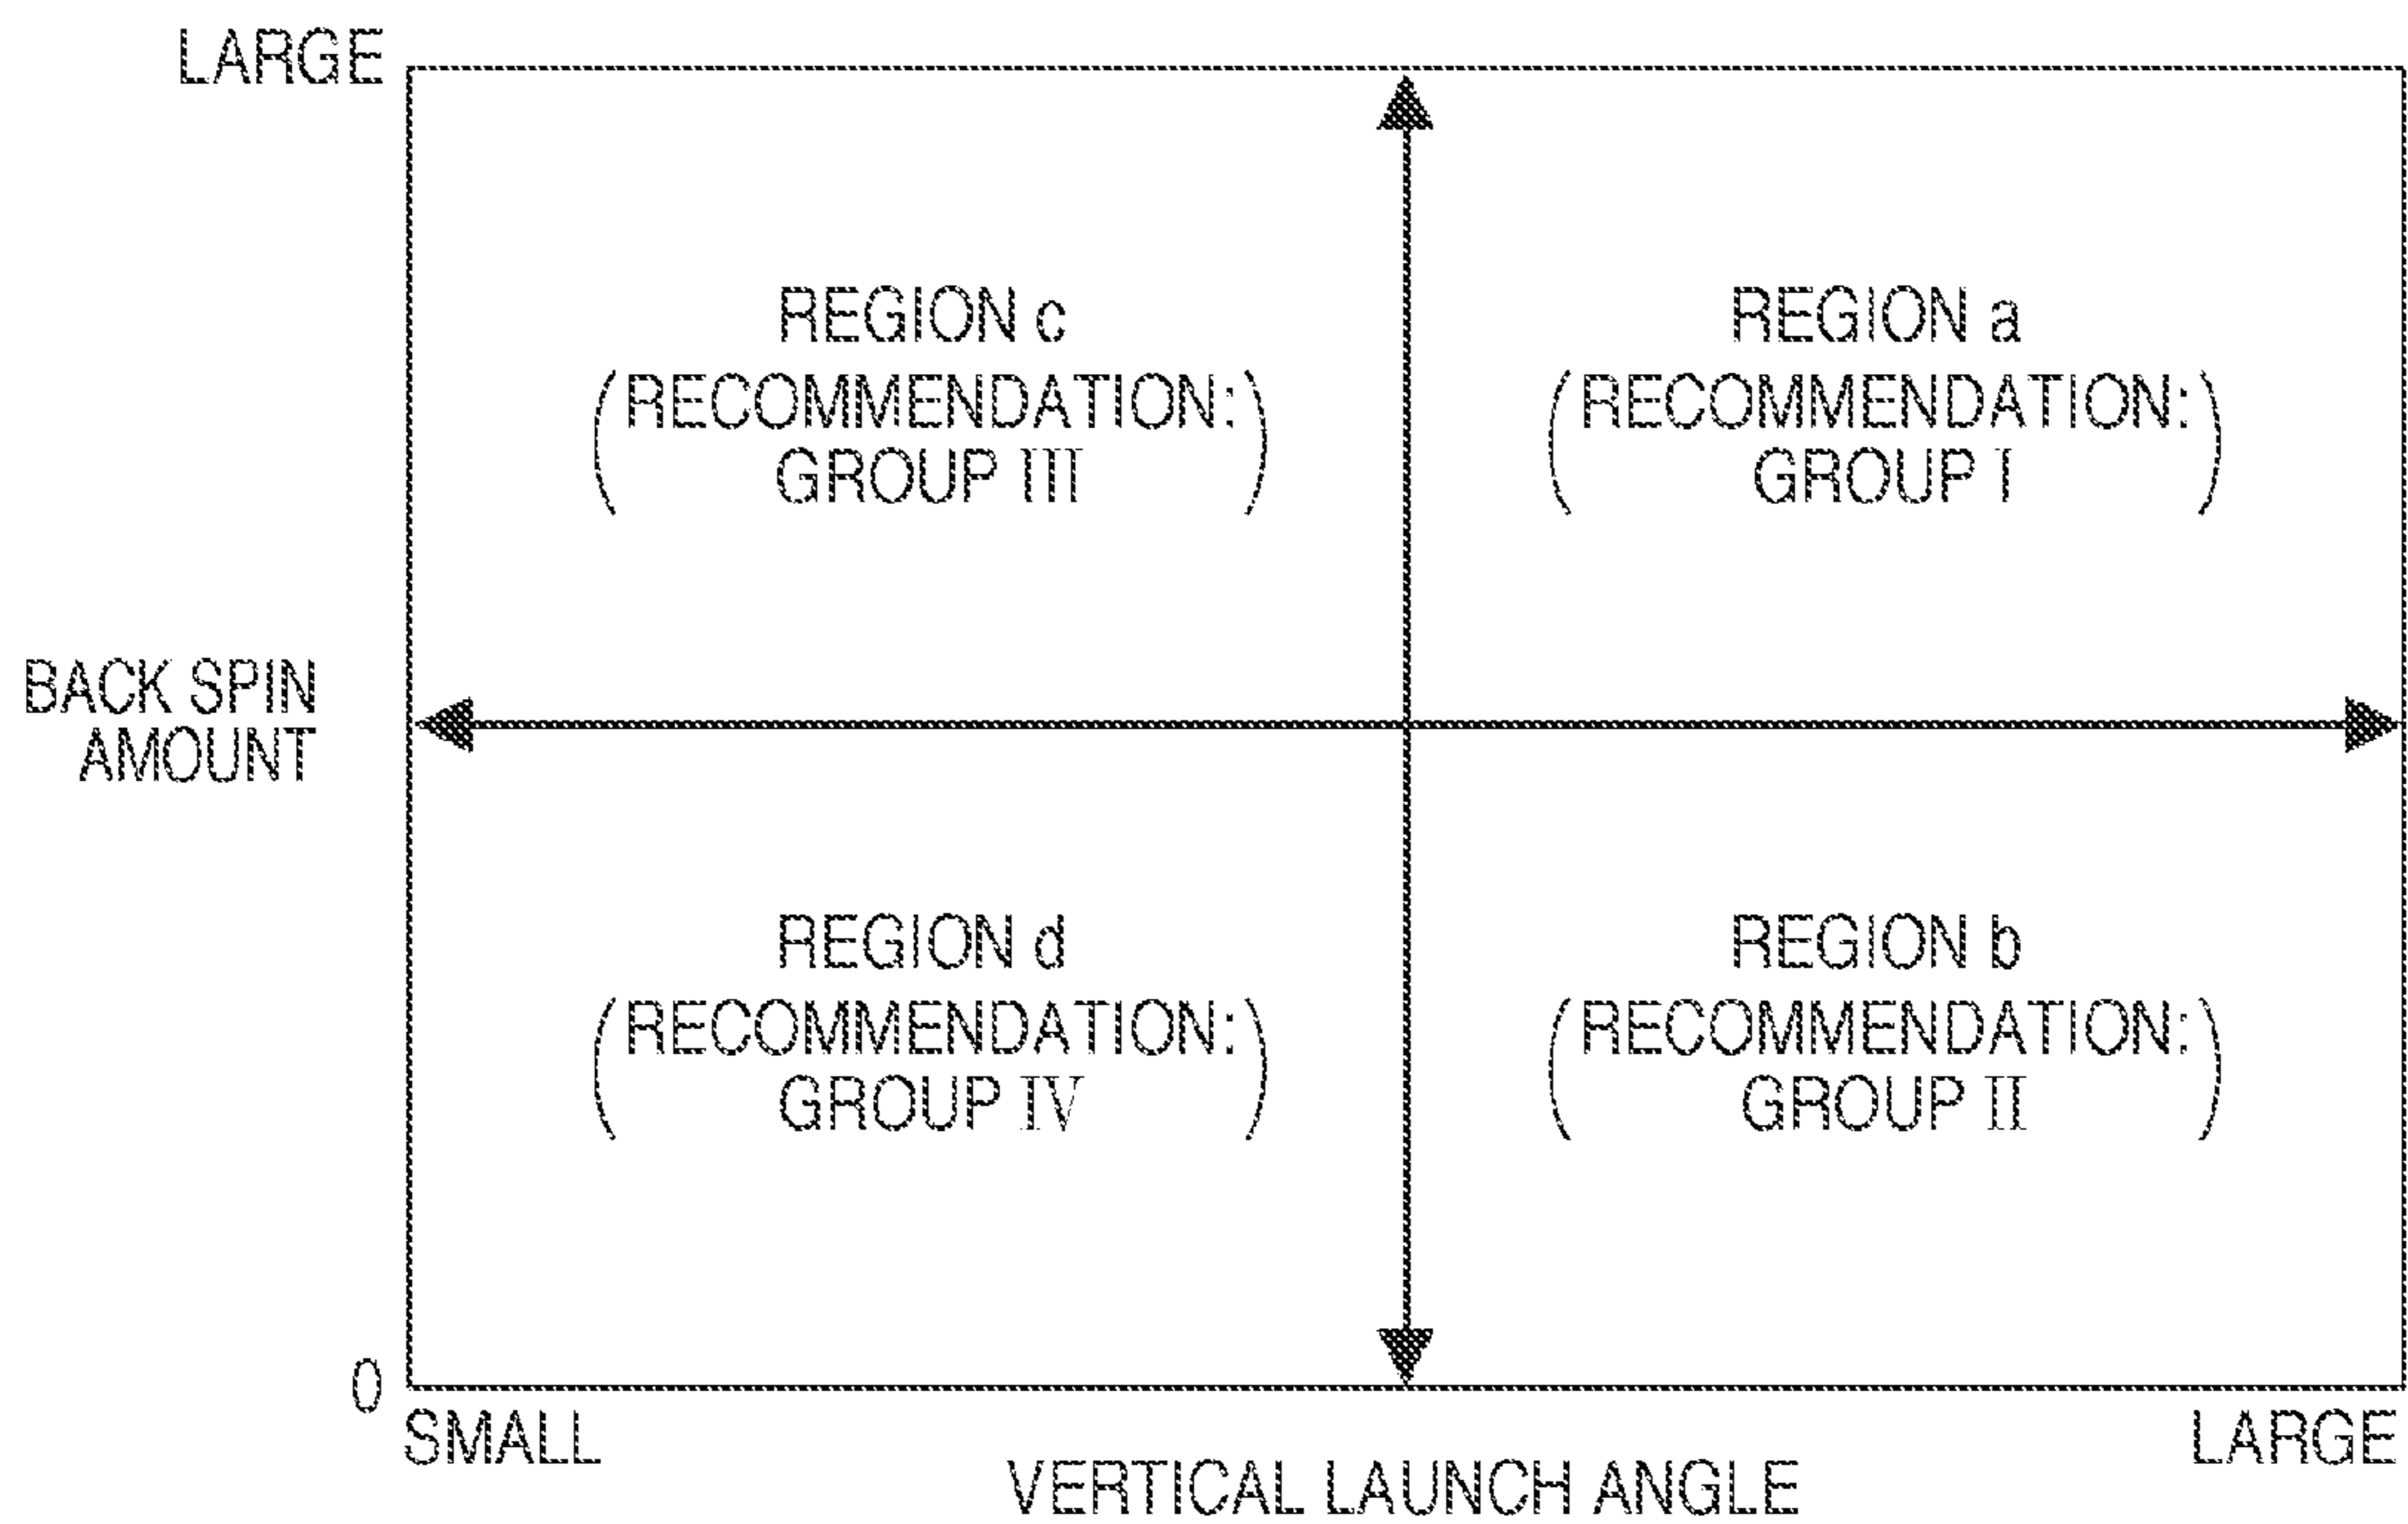 LARGE
REGION c
(RECOMMENDATION:
GROUP III)
REGION a
(RECOMMENDATION:
GROUP I)
BACK SPIN
AMOUNT
REGION d
(RECOMMENDATION:
GROUP IV)
REGION b
(RECOMMENDATION:
GROUP II)
0
SMALL
LARGE
VERTICAL LAUNCH ANGLE